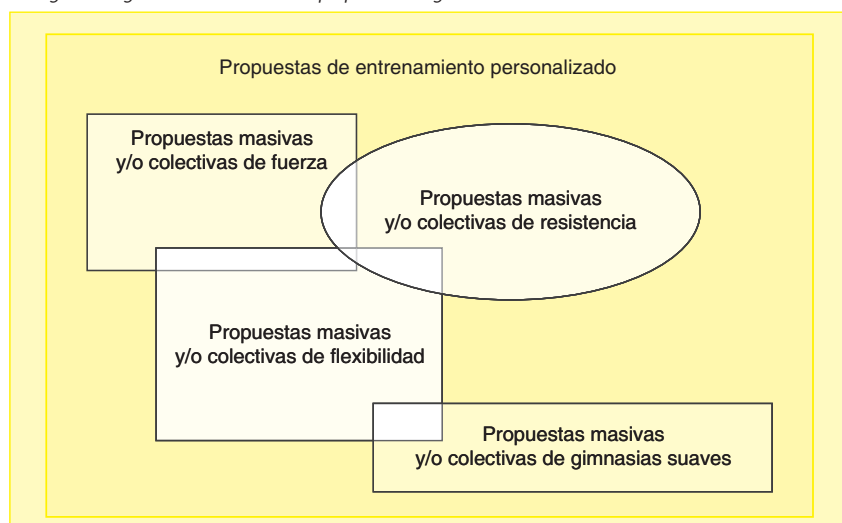 Propuestas de entrenamiento personalizado
Propuestas masivas
y/o colectivas de fuerza
Propuestas masivas
y/o colectivas de resistencia
Propuestas masivas
y/o colectivas de flexibilidad
Propuestas masivas
y/o colectivas de gimnasias suaves